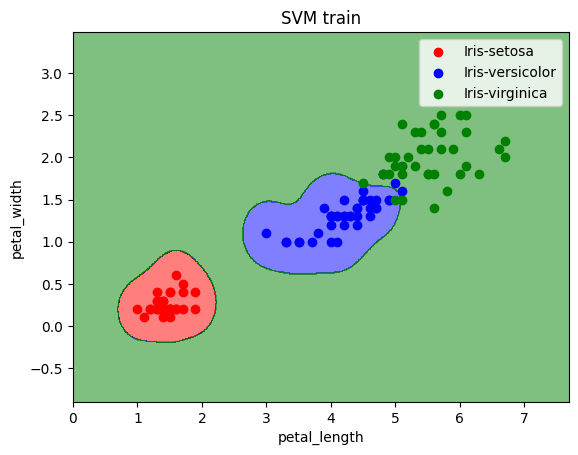 SVM train
Iris-setosa
Iris-versicolor
Iris-virginica
petal_width
3.0
2.5
2.0
1.5
1.0
0.5
0.0
−0.5
0 1 2 3 4 5 6 7
petal_length